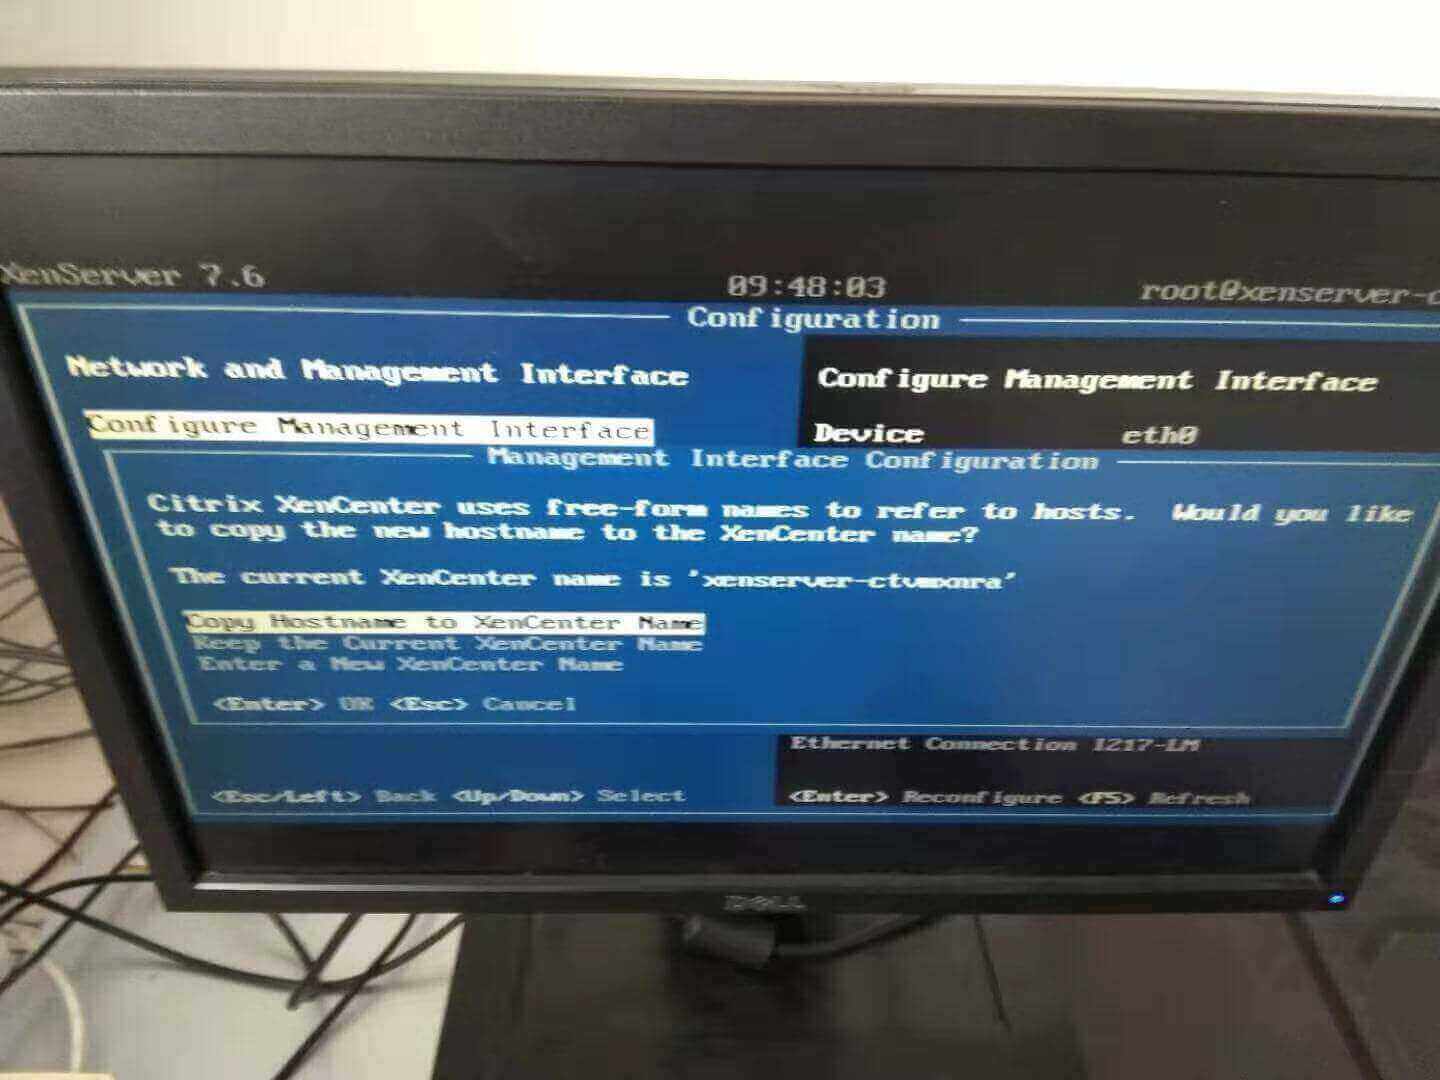 XenServer 7.6 09:48:03 root@xenserver-c
Configuration
Network and Management Interface Configure Management Interface
Configure Management Interface Device eth0
Management Interface Configuration
Citrix XenCenter uses free-form names to refer to hosts. Would you like
to copy the new hostname to the XenCenter name?
The current XenCenter name is 'xenserver-ctvmxnra'
Copy Hostname to XenCenter Name
Keep the Current XenCenter Name
Enter a New XenCenter Name
<Enter> OK <Esc> Cancel
Ethernet Connection I217-LM
<Esc/Left> Back <Up/Down> Select <Enter> Reconfigure <F5> Refresh
DELL